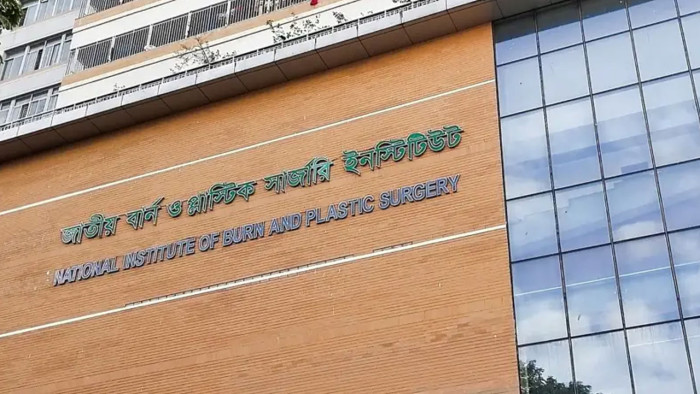 জাতীয় বার্ন ও প্লাস্টিক সার্জারি ইনস্টিটিউট
NATIONAL INSTITUTE OF BURN AND PLASTIC SURGERY